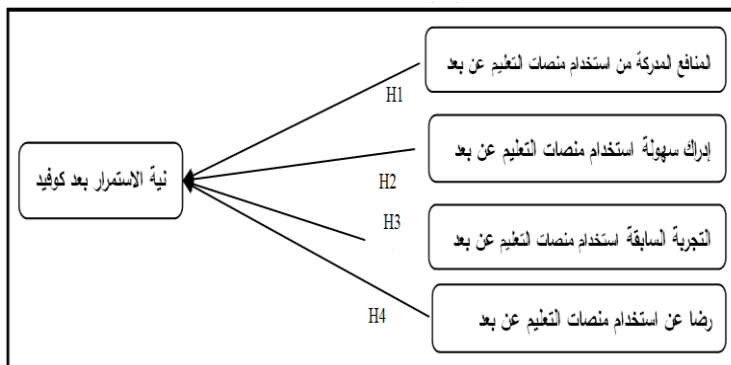 المنافع المدركة من استخدام منصات التعليم عن بعد
H1
إدراك سهولة استخدام منصات التعليم عن بعد
نية الاستمرار بعد كوفيد
H2
H3
التجربة السابقة استخدام منصات التعليم عن بعد
رضا عن استخدام منصات التعليم عن بعد
H4